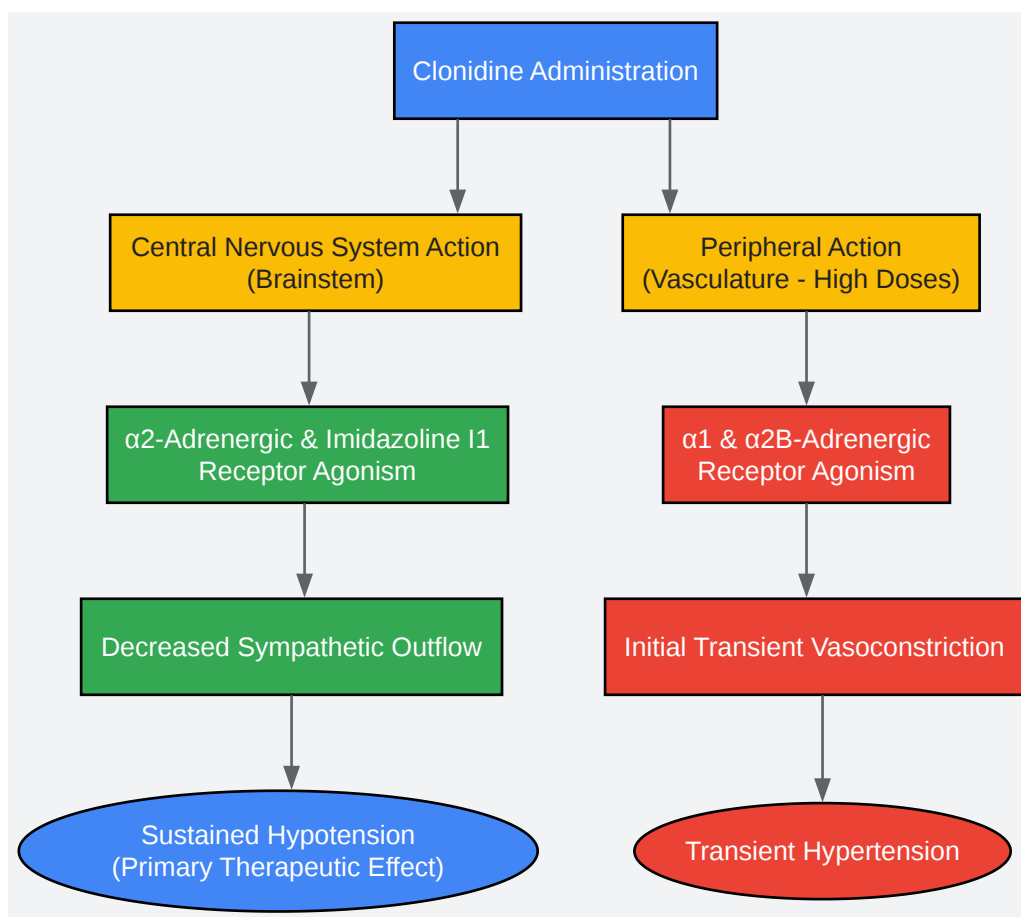 Clonidine Administration
Central Nervous System Action
(Brainstem)
Peripheral Action
(Vasculature - High Doses)
α2-Adrenergic & Imidazoline I1
Receptor Agonism
α1 & α2B-Adrenergic
Receptor Agonism
Decreased Sympathetic Outflow
Initial Transient Vasoconstriction
Sustained Hypotension
(Primary Therapeutic Effect)
Transient Hypertension